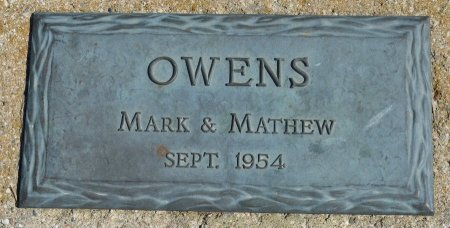 OWENS
MARK & MATHEW
SEPT. 1954